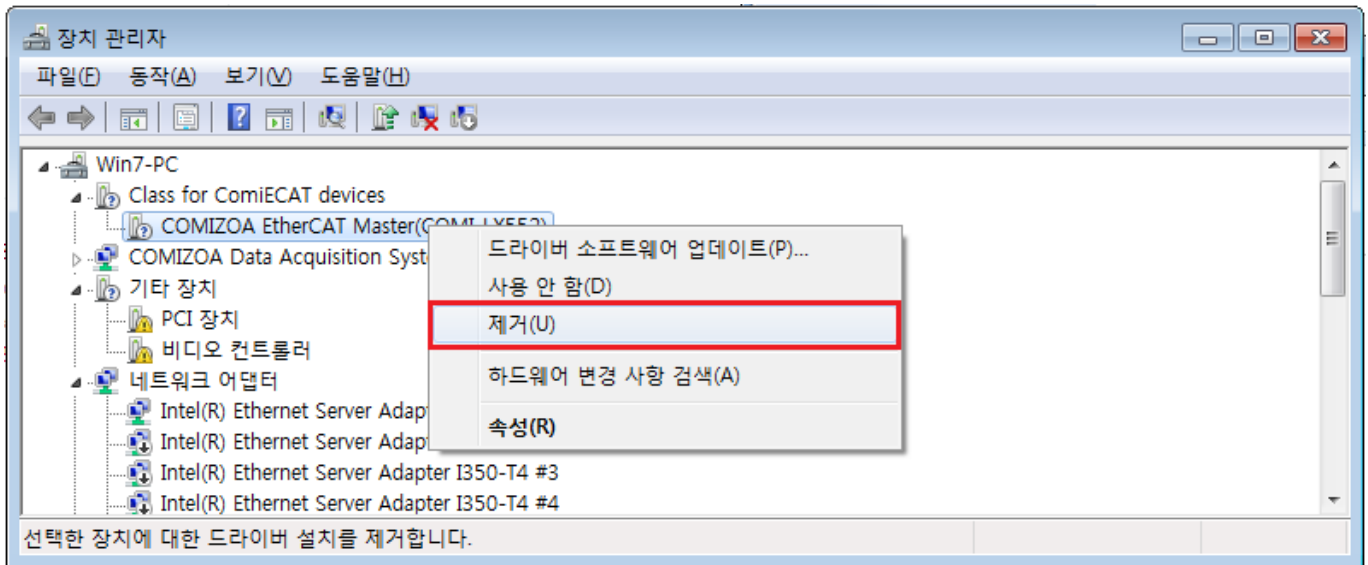 장치 관리자
파일(F) 동작(A) 보기(V) 도움말(H)
Win7-PC
Class for ComiECAT devices
COMIZOA EtherCAT Master(COMI-LX552)
COMIZOA Data Acquisition Syst
기타 장치
PCI 장치
비디오 컨트롤러
네트워크 어댑터
Intel(R) Ethernet Server Adap
Intel(R) Ethernet Server Adap
Intel(R) Ethernet Server Adapter I350-T4 #3
Intel(R) Ethernet Server Adapter I350-T4 #4
드라이버 소프트웨어 업데이트(P)...
사용 안 함(D)
제거(U)
하드웨어 변경 사항 검색(A)
속성(R)
선택한 장치에 대한 드라이버 설치를 제거합니다.